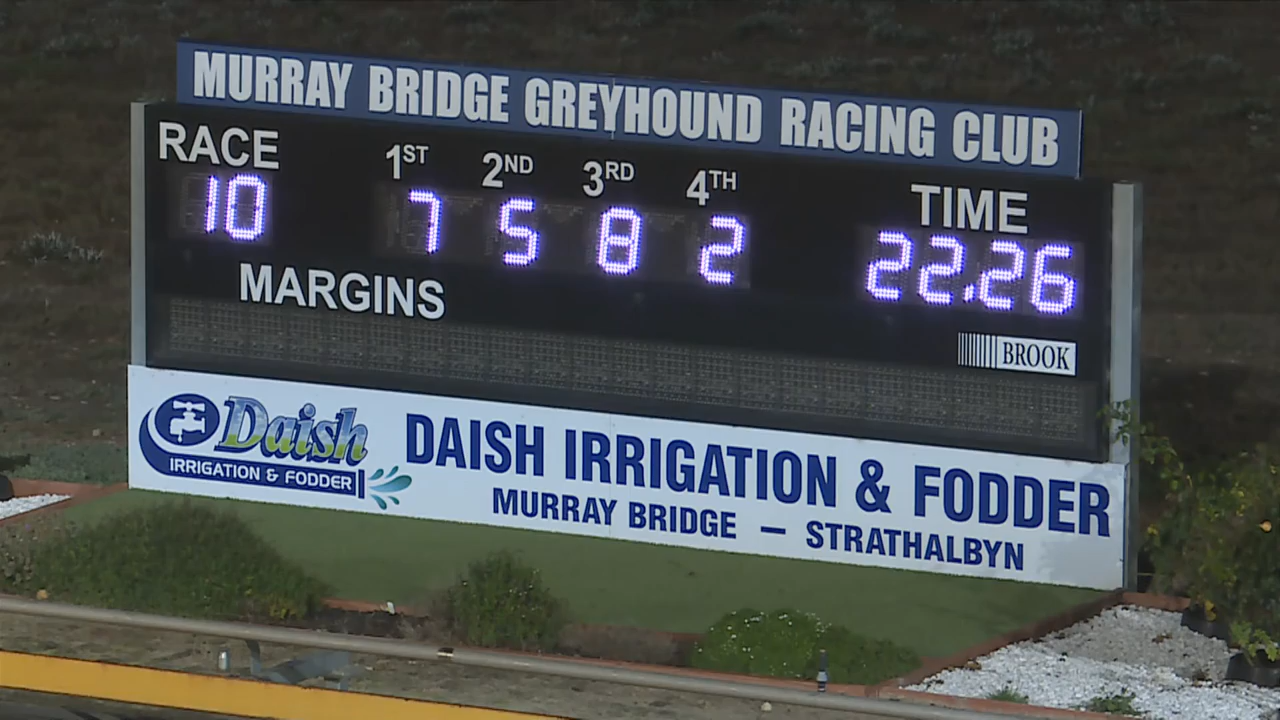 MURRAY BRIDGE GREYHOUND RACING CLUB
RACE 1ST 2ND 3RD 4TH TIME
10 7 5 8 2 22.26
MARGINS
BROOK
Daish
IRRIGATION & FODDER
DAISH IRRIGATION & FODDER
MURRAY BRIDGE – STRATHALBYN